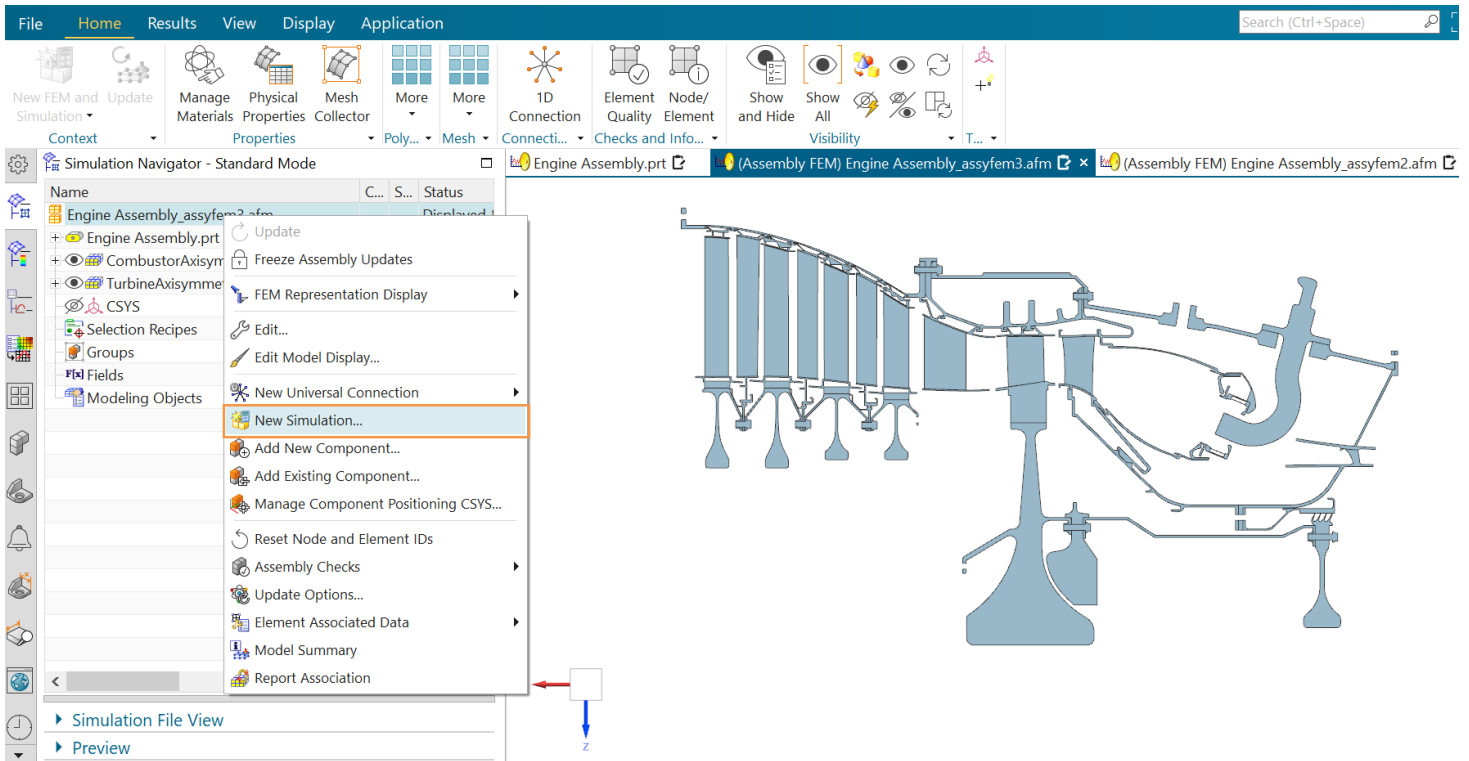 File Home Results View Display Application Search (Ctrl+Space)
New FEM and Simulation Update Manage Materials Physical Properties Mesh Collector More More 1D Connection Element Quality Node/ Element Show and Hide Show All
Context Properties Poly... Mesh Connecti... Checks and Info... Visibility T...
Simulation Navigator - Standard Mode
Engine Assembly.prt (Assembly FEM) Engine Assembly_assyfem3.afm (Assembly FEM) Engine Assembly_assyfem2.afm
Name C... S... Status
Engine Assembly_assyfem3.afm
Engine Assembly.prt
CombustorAxisym
TurbineAxisymme
CSYS
Selection Recipes
Groups
F(x) Fields
Modeling Objects
Update
Freeze Assembly Updates
FEM Representation Display
Edit...
Edit Model Display...
New Universal Connection
New Simulation...
Add New Component...
Add Existing Component...
Manage Component Positioning CSYS...
Reset Node and Element IDs
Assembly Checks
Update Options...
Element Associated Data
Model Summary
Report Association
Simulation File View
Preview
Z